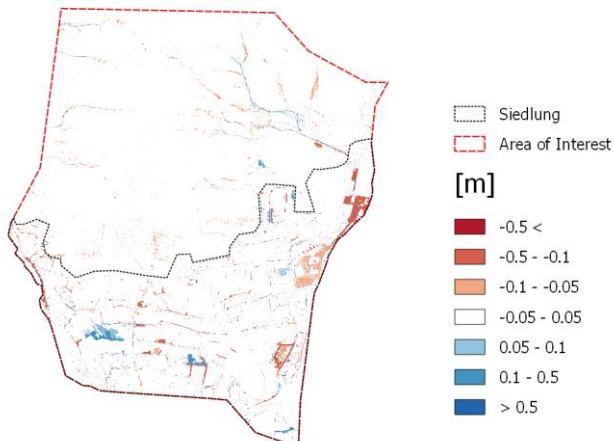 Siedlung
Area of Interest
[m]
-0.5 <
-0.5 - -0.1
-0.1 - -0.05
-0.05 - 0.05
0.05 - 0.1
0.1 - 0.5
> 0.5